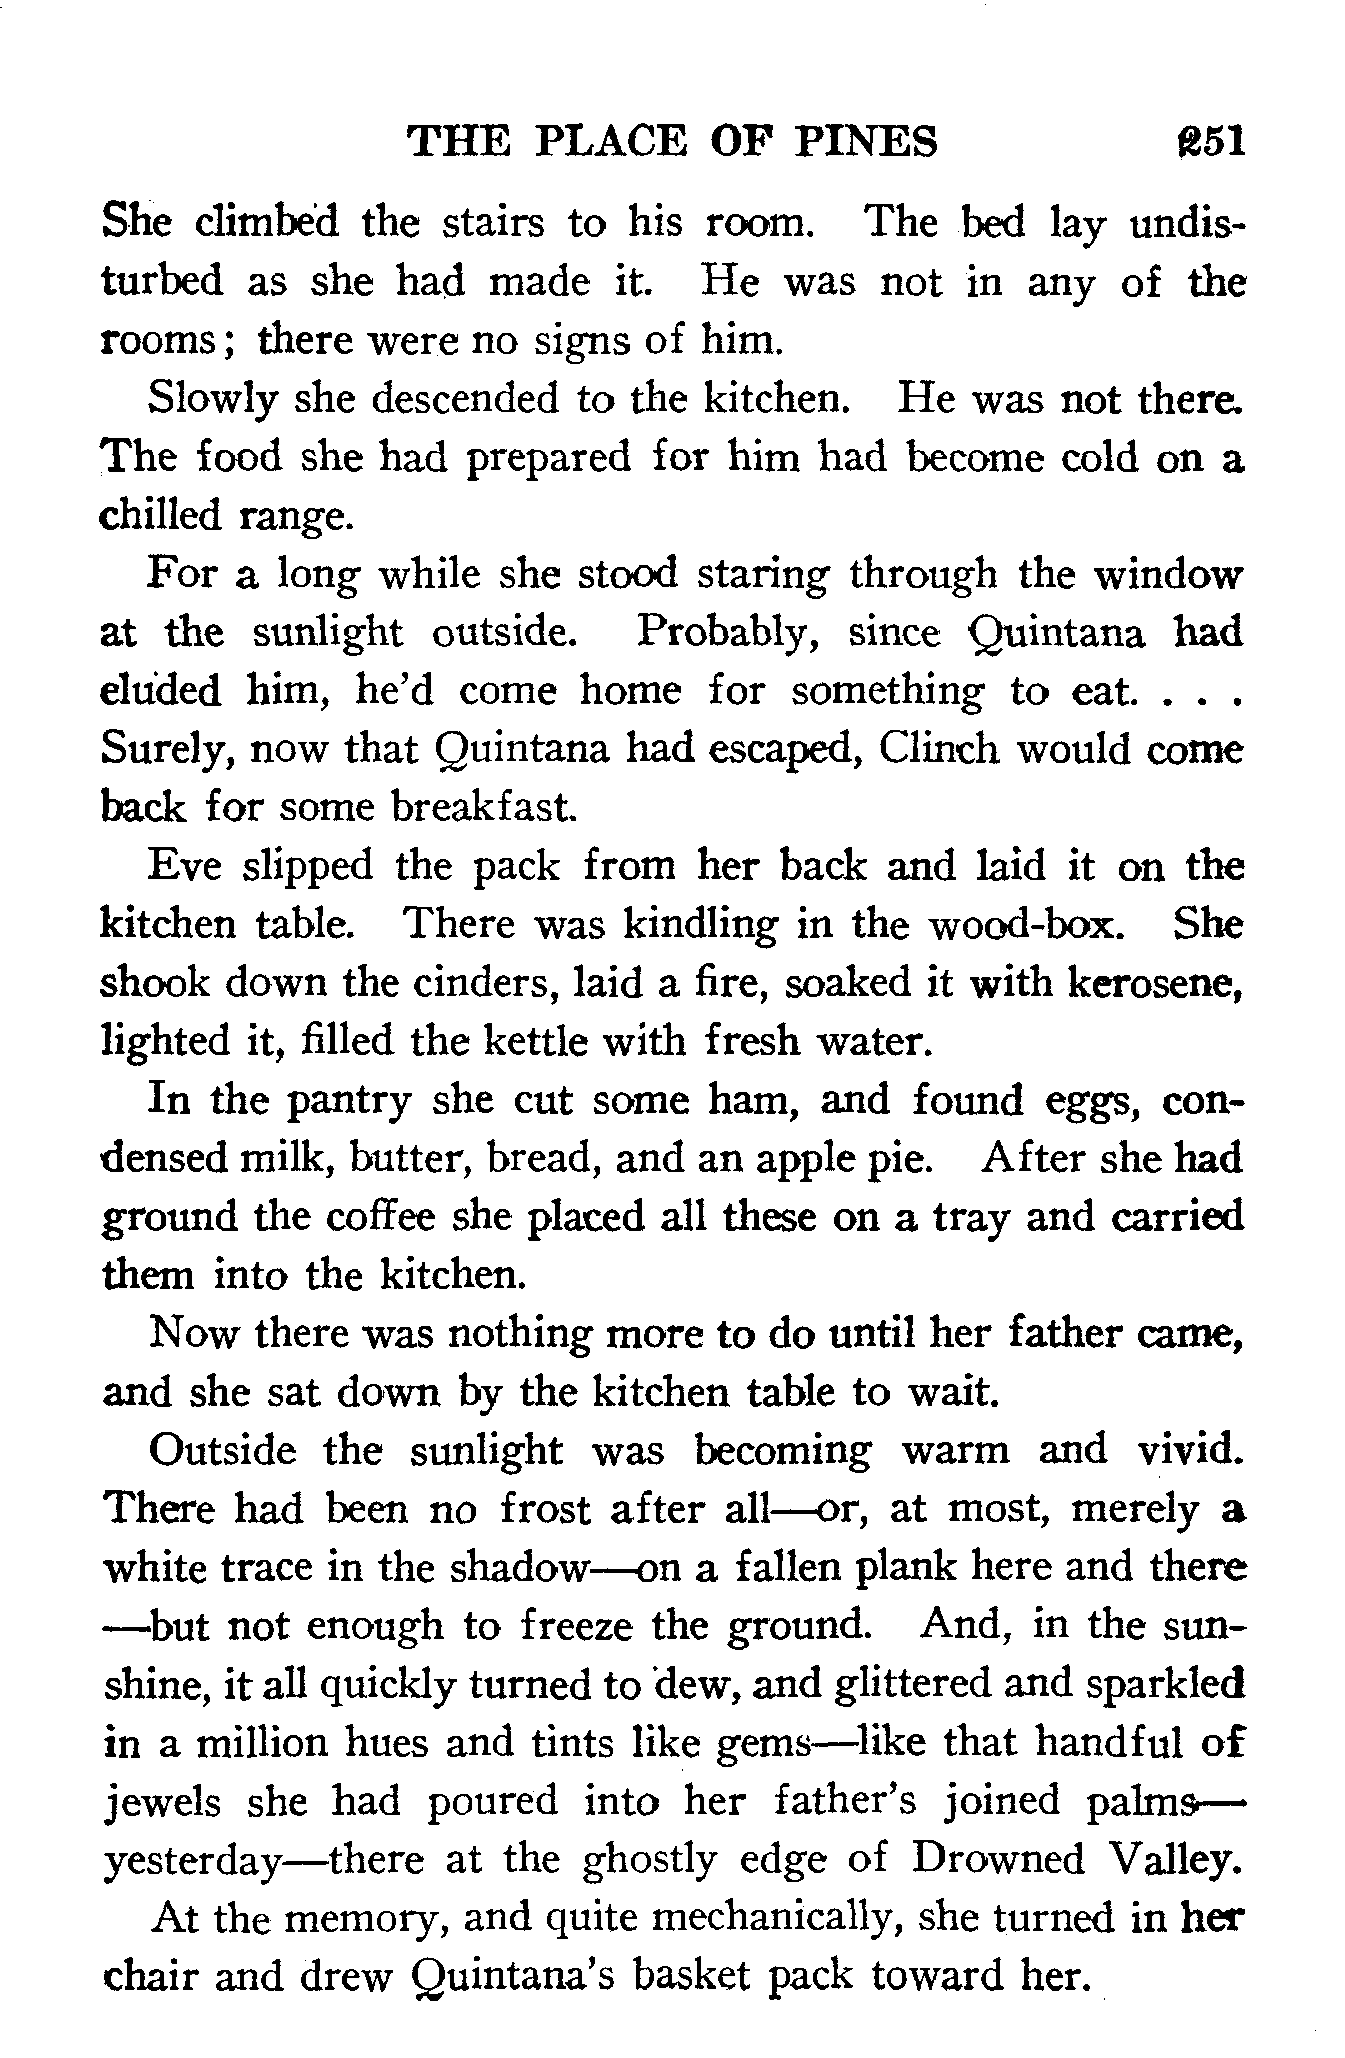 THE PLACE OF PINES 251
She climbed the stairs to his room. The bed lay undis-
turbed as she had made it. He was not in any of the
rooms; there were no signs of him.
Slowly she descended to the kitchen. He was not there.
The food she had prepared for him had become cold on a
chilled range.
For a long while she stood staring through the window
at the sunlight outside. Probably, since Quintana had
eluded him, he'd come home for something to eat. . . .
Surely, now that Quintana had escaped, Clinch would come
back for some breakfast.
Eve slipped the pack from her back and laid it on the
kitchen table. There was kindling in the wood-box. She
shook down the cinders, laid a fire, soaked it with kerosene,
lighted it, filled the kettle with fresh water.
In the pantry she cut some ham, and found eggs, con-
densed milk, butter, bread, and an apple pie. After she had
ground the coffee she placed all these on a tray and carried
them into the kitchen.
Now there was nothing more to do until her father came,
and she sat down by the kitchen table to wait.
Outside the sunlight was becoming warm and vivid.
There had been no frost after all—or, at most, merely a
white trace in the shadow—on a fallen plank here and there
—but not enough to freeze the ground. And, in the sun-
shine, it all quickly turned to dew, and glittered and sparkled
in a million hues and tints like gems—like that handful of
jewels she had poured into her father's joined palms—
yesterday—there at the ghostly edge of Drowned Valley.
At the memory, and quite mechanically, she turned in her
chair and drew Quintana's basket pack toward her.